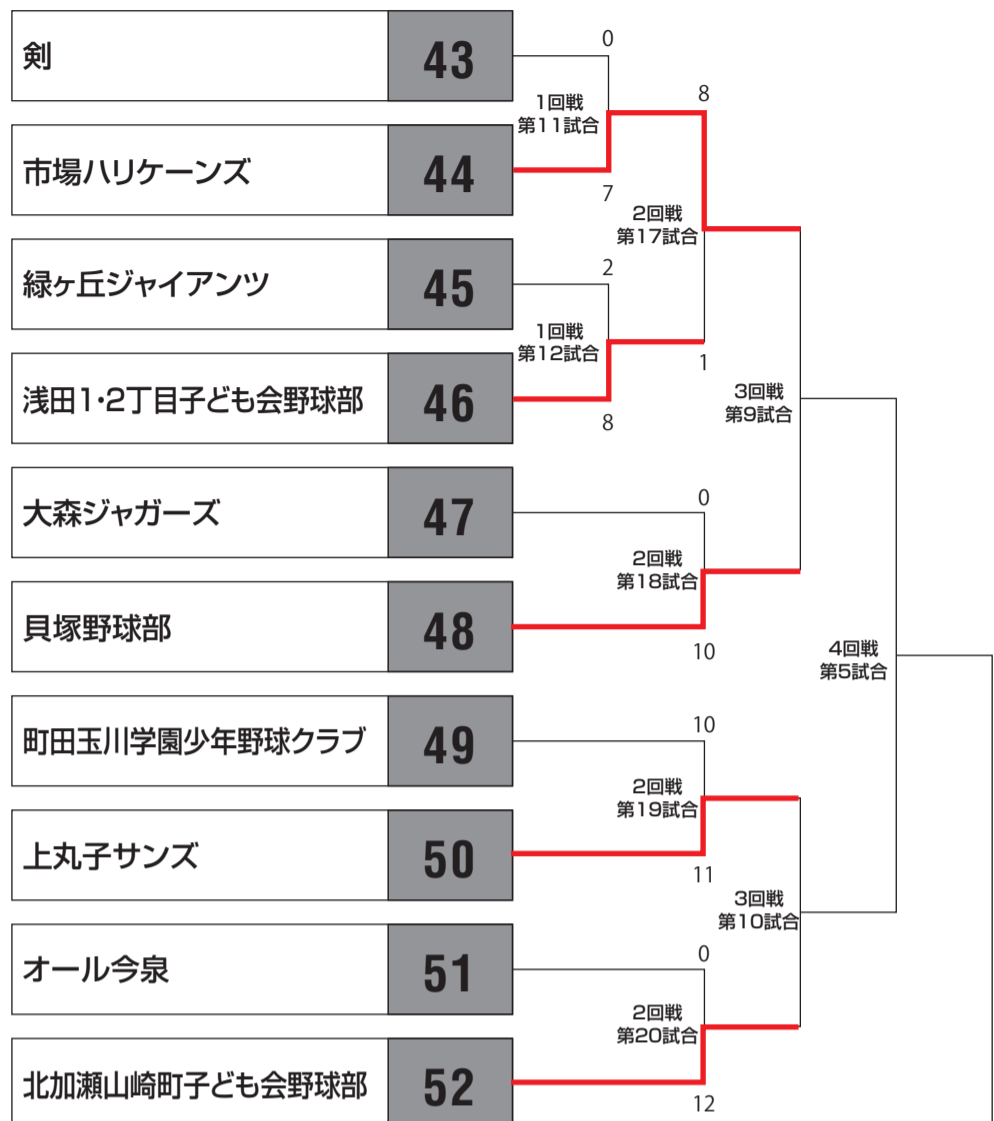 剣 43
0
1回戦
第11試合
8
市場ハリケーンズ 44
7
2回戦
第17試合
緑ヶ丘ジャイアンツ 45
2
1回戦
第12試合
1
浅田1・2丁目子ども会野球部 46
8
3回戦
第9試合
大森ジャガーズ 47
0
2回戦
第18試合
貝塚野球部 48
10
4回戦
第5試合
町田玉川学園少年野球クラブ 49
10
2回戦
第19試合
上丸子サンズ 50
11
3回戦
第10試合
オール今泉 51
0
2回戦
第20試合
北加瀬山崎町子ども会野球部 52
12